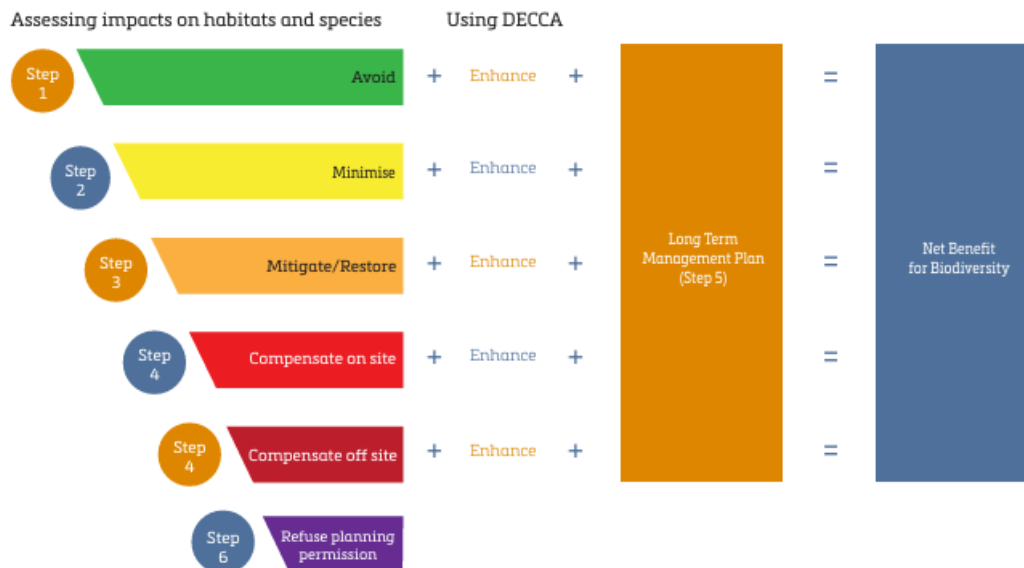 Assessing impacts on habitats and species
Using DECCA
Step
1
Avoid
+ Enhance + =
Step
2
Minimise
+ Enhance + =
Step
3
Mitigate/Restore
+ Enhance + =
Step
4
Compensate on site
+ Enhance + =
Step
4
Compensate off site
+ Enhance + =
Step
6
Refuse planning
permission
Long Term
Management Plan
(Step 5)
Net Benefit
for Biodiversity